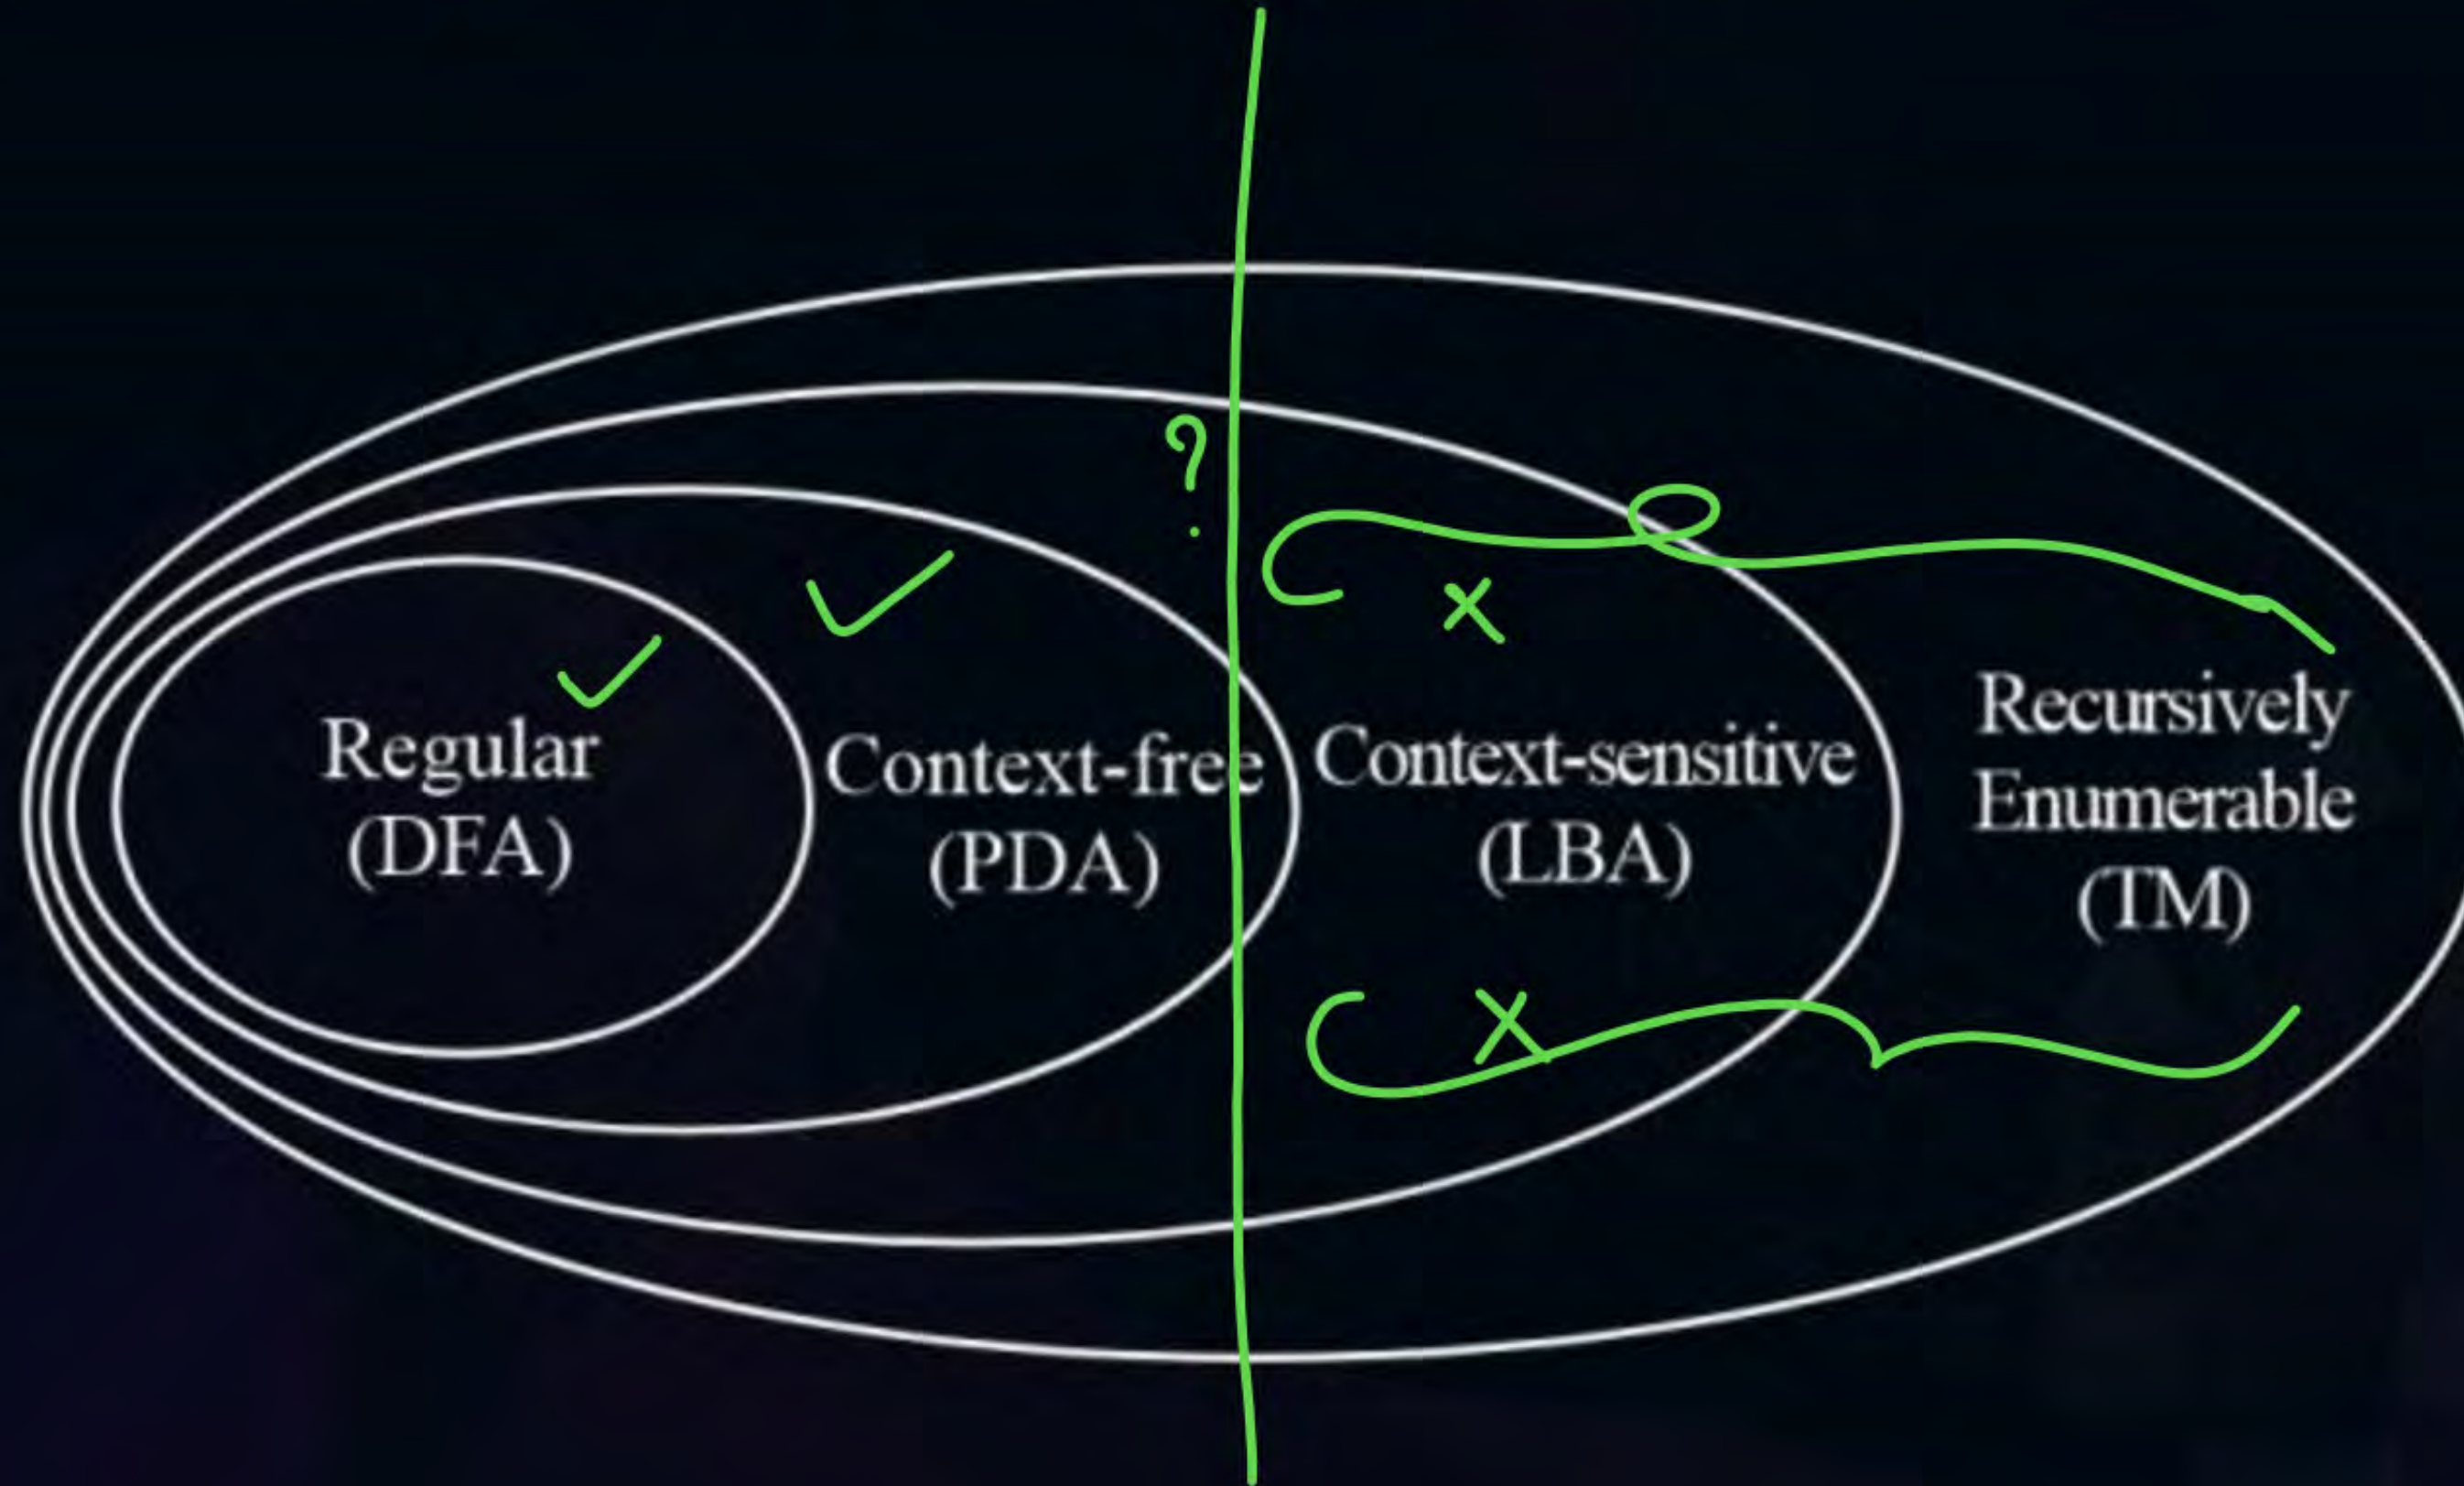 ?
Regular
(DFA)
Context-free
(PDA)
Context-sensitive
(LBA)
Recursively
Enumerable
(TM)